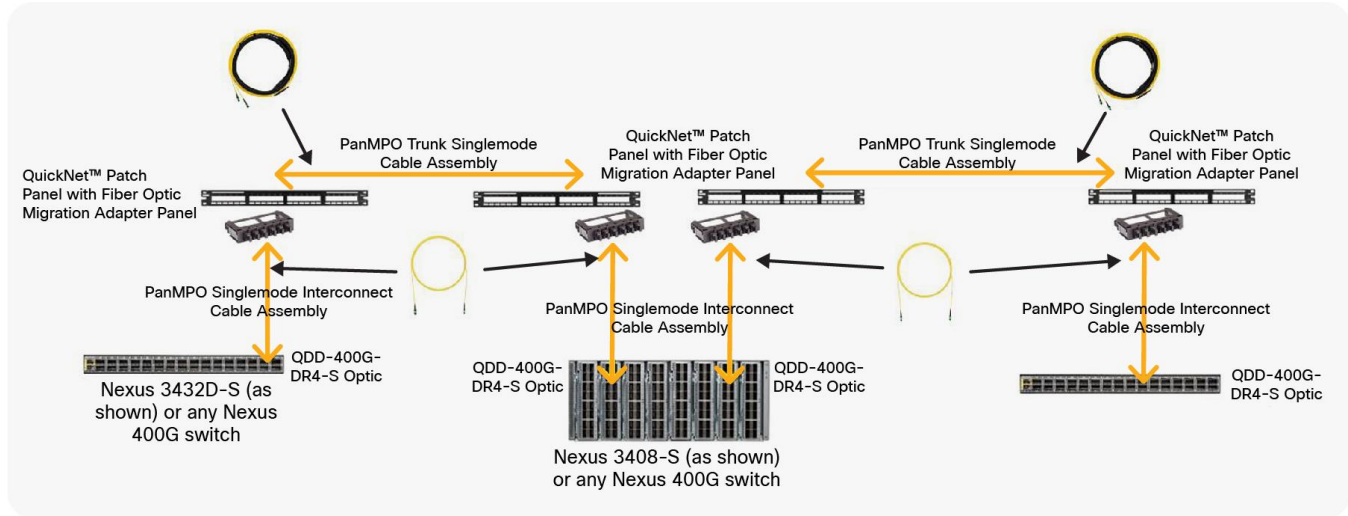 PanMPO Trunk Singlemode
Cable Assembly
QuickNet™ Patch
Panel with Fiber Optic
Migration Adapter Panel
PanMPO Trunk Singlemode
Cable Assembly
QuickNet™ Patch
Panel with Fiber Optic
Migration Adapter Panel
QuickNet™ Patch
Panel with Fiber Optic
Migration Adapter Panel
PanMPO Singlemode Interconnect
Cable Assembly
PanMPO Singlemode Interconnect
Cable Assembly
PanMPO Singlemode Interconnect
Cable Assembly
QDD-400G-
DR4-S Optic
Nexus 3432D-S (as
shown) or any Nexus
400G switch
QDD-400G-
DR4-S Optic
QDD-400G-
DR4-S Optic
Nexus 3408-S (as shown)
or any Nexus 400G switch
QDD-400G-
DR4-S Optic